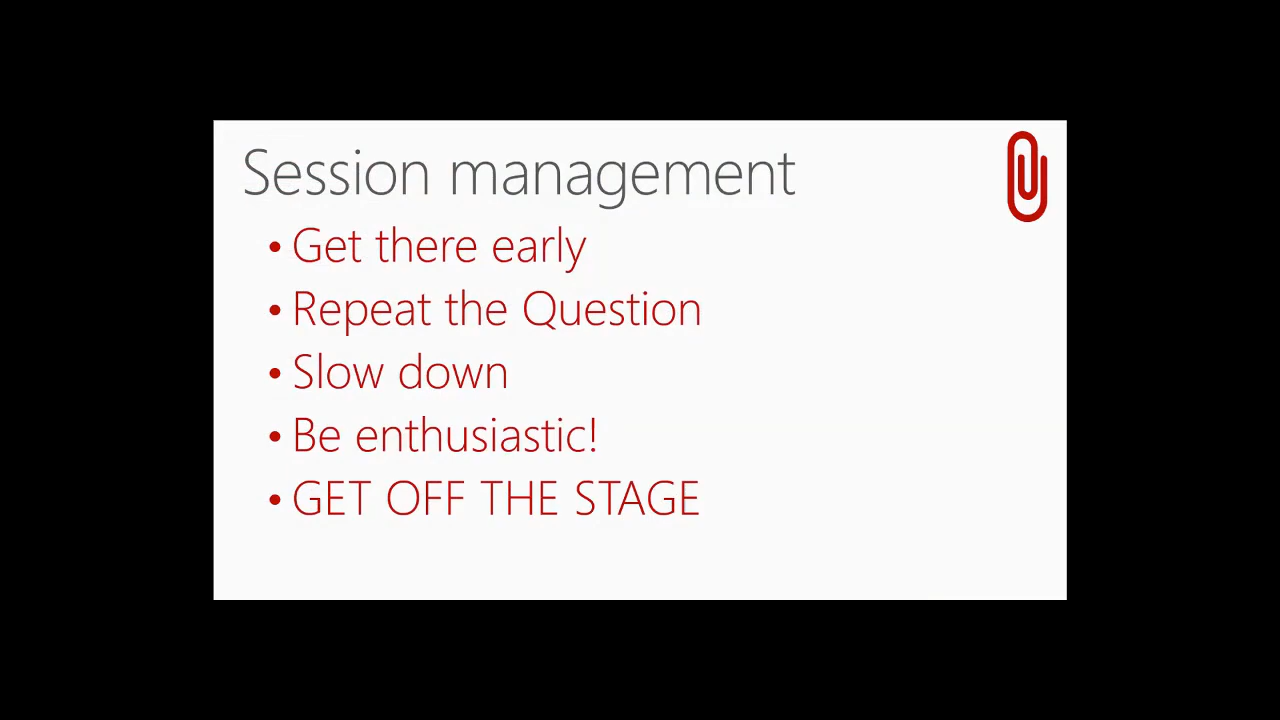 Session management
• Get there early
• Repeat the Question
• Slow down
• Be enthusiastic!
• GET OFF THE STAGE